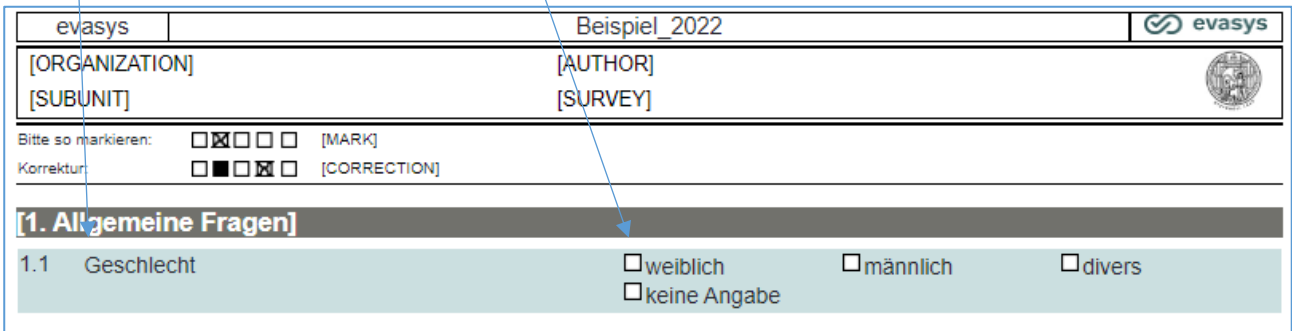 evasys Beispiel_2022 evasys
[ORGANIZATION] [AUTHOR]
[SUBUNIT] [SURVEY]
Bitte so markieren: [MARK]
Korrektur: [CORRECTION]
[1. Allgemeine Fragen]
1.1 Geschlecht weiblich männlich divers
keine Angabe